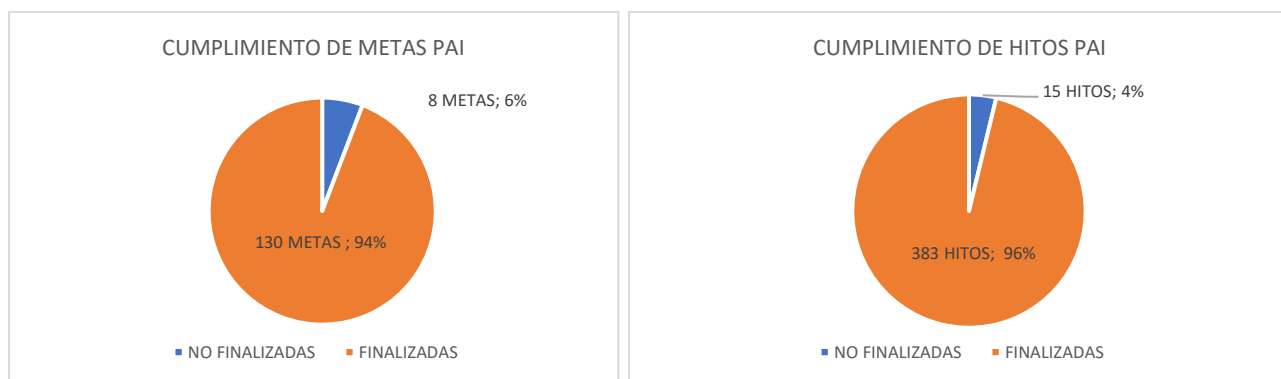 CUMPLIMIENTO DE METAS PAI
8 METAS; 6%
130 METAS ; 94%
NO FINALIZADAS FINALIZADAS
CUMPLIMIENTO DE HITOS PAI
15 HITOS; 4%
383 HITOS; 96%
NO FINALIZADAS FINALIZADAS